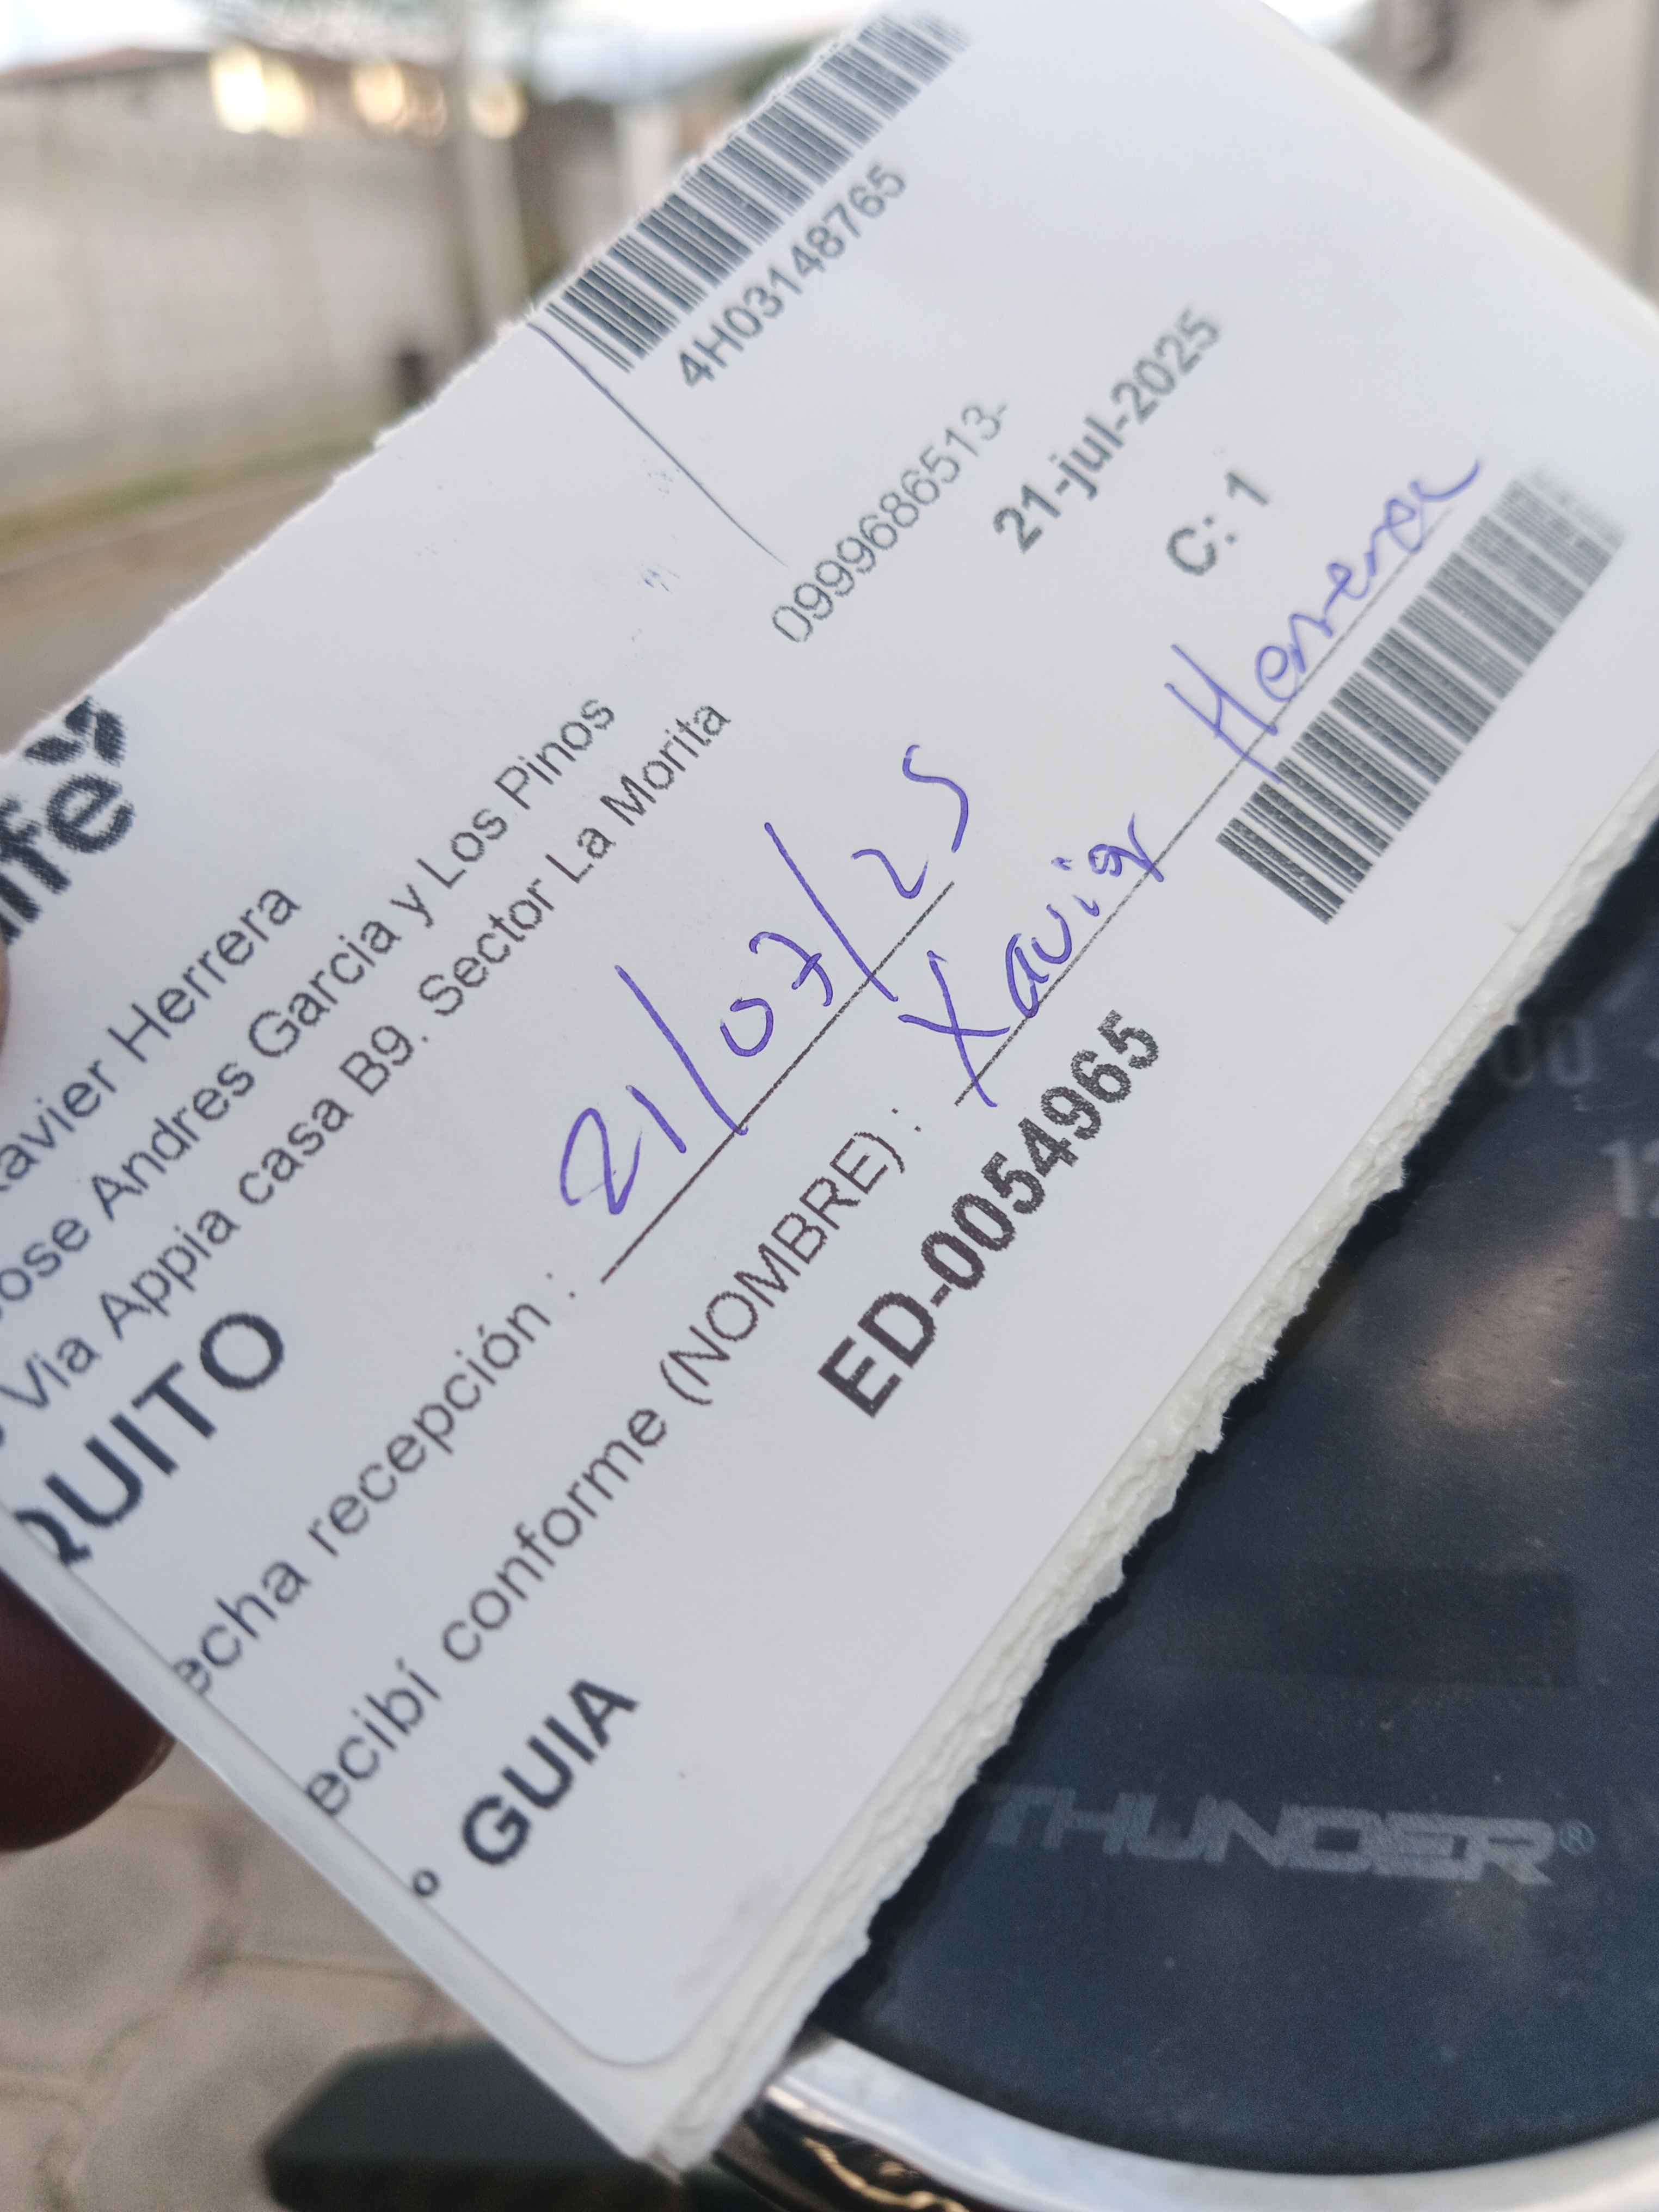 4H03148765
ife
avier Herrera
ose Andres Garcia y Los Pinos
0999686513-
Via Appia casa B9. Sector La Morita
QUITO
21-jul-2025
echa recepción : 21/07/25
C: 1
ecibí conforme (NOMBRE) : Xavier Herrera
° GUIA
ED-0054965
THUNDER®